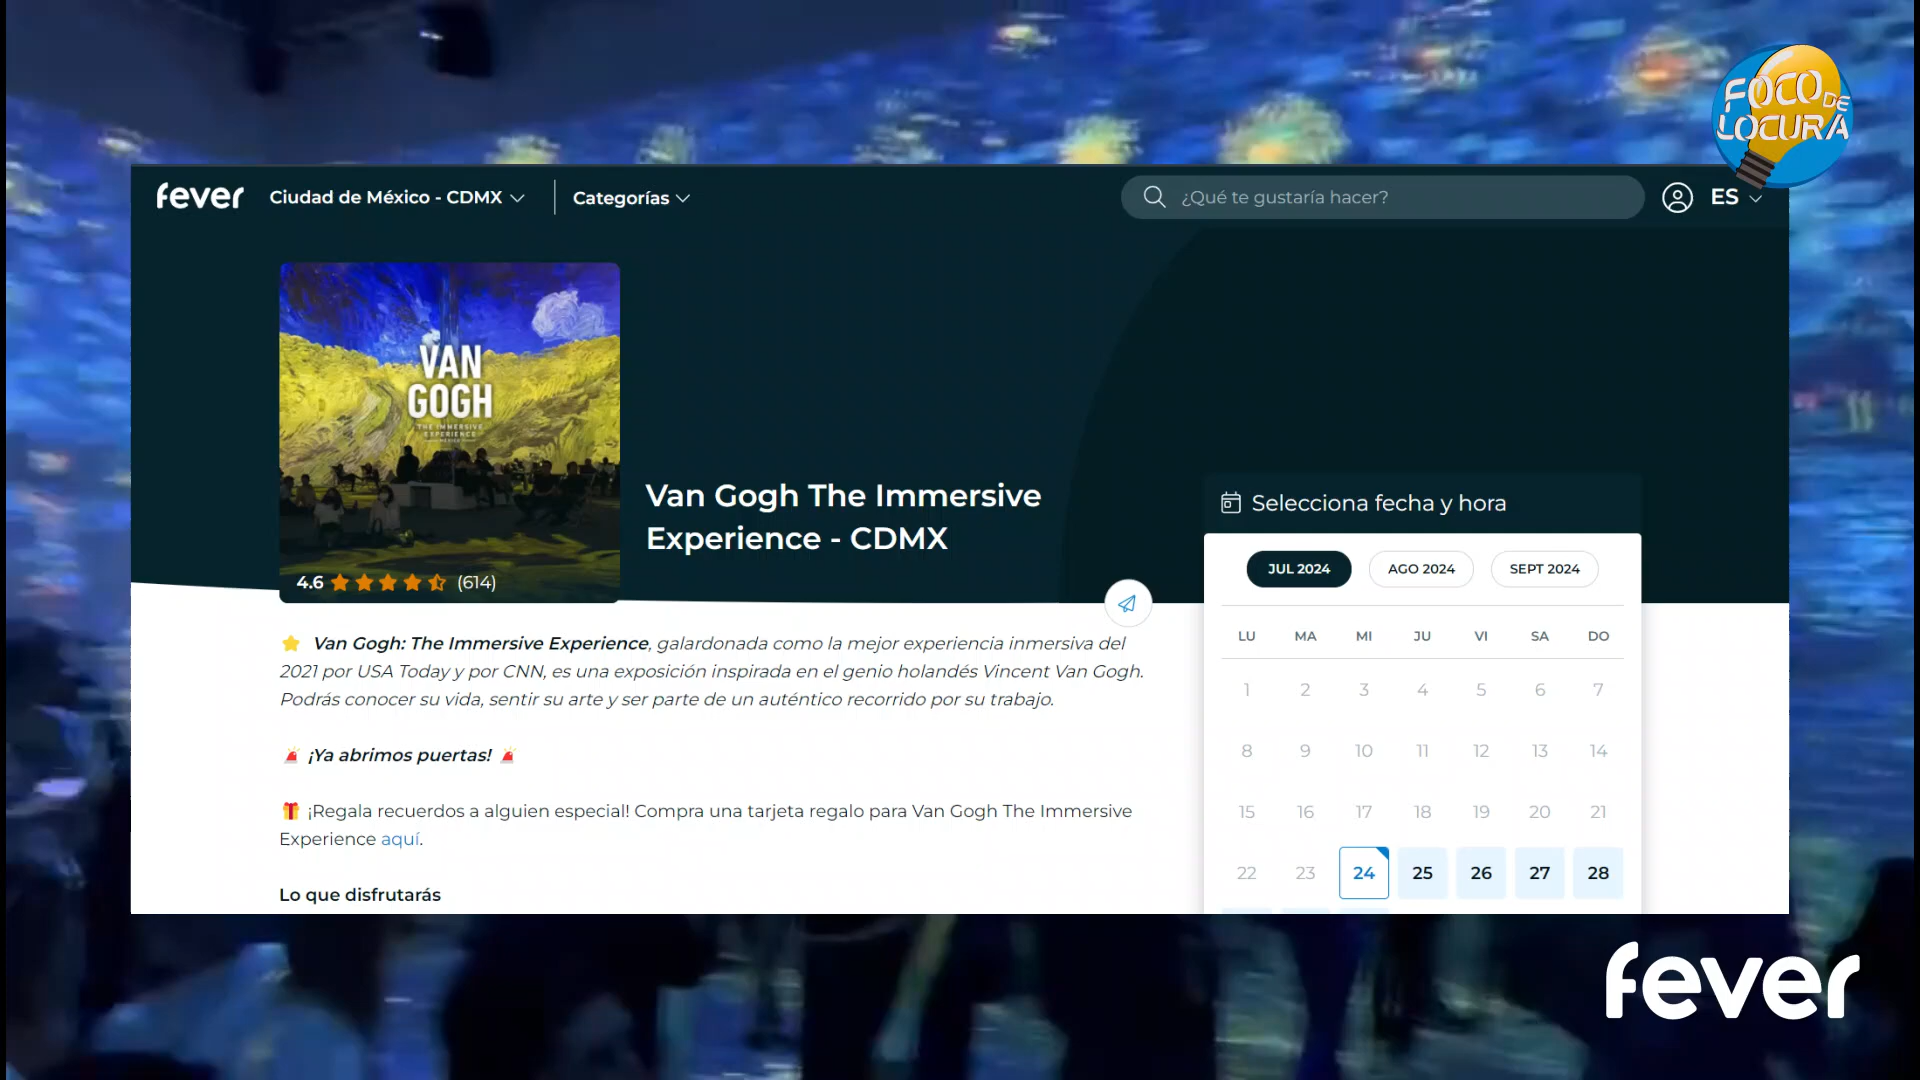 FOCO DE
LOCURA
fever
Ciudad de México - CDMX
Categorías
¿Qué te gustaría hacer?
ES
VAN
GOGH
THE IMMERSIVE
EXPERIENCE
4.6
(614)
Van Gogh The Immersive
Experience - CDMX
Selecciona fecha y hora
JUL 2024
AGO 2024
SEPT 2024
LU MA MI JU VI SA DO
1 2 3 4 5 6 7
8 9 10 11 12 13 14
15 16 17 18 19 20 21
22 23 24 25 26 27 28
Van Gogh: The Immersive Experience, galardonada como la mejor experiencia inmersiva del
2021 por USA Today y por CNN, es una exposición inspirada en el genio holandés Vincent Van Gogh.
Podrás conocer su vida, sentir su arte y ser parte de un auténtico recorrido por su trabajo.
¡Ya abrimos puertas!
¡Regala recuerdos a alguien especial! Compra una tarjeta regalo para Van Gogh The Immersive
Experience aquí.
Lo que disfrutarás
fever